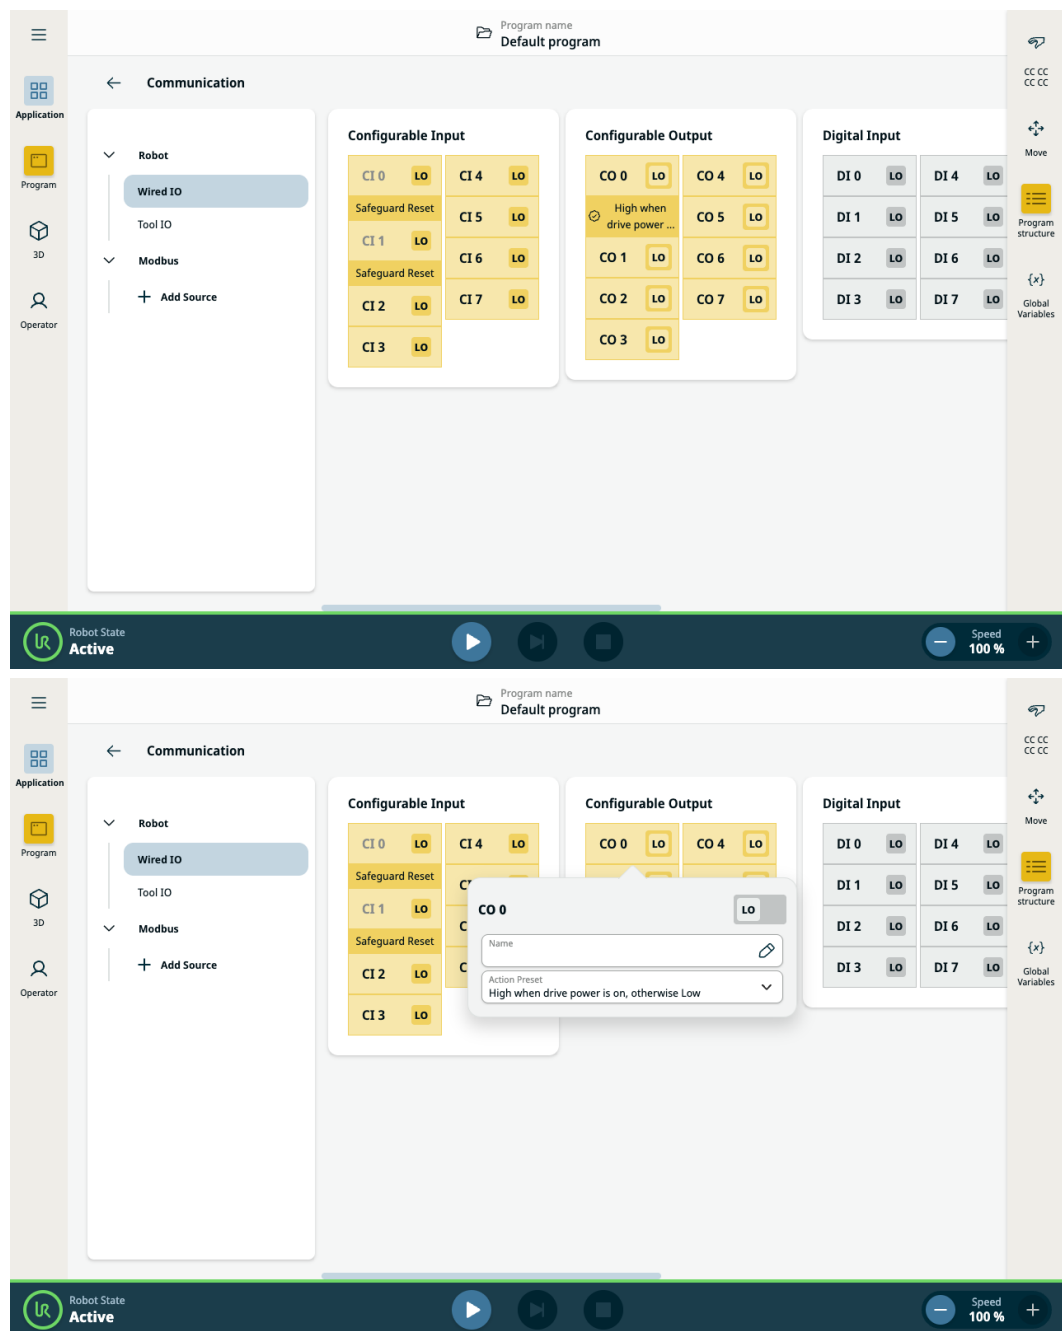 Program name
Default program
Application
Program
3D
Operator
Communication
Robot
Wired IO
Tool IO
Modbus
Add Source
Configurable Input
CI 0 LO CI 4 LO
Safeguard Reset
CI 5 LO
CI 1 LO
CI 6 LO
Safeguard Reset
CI 2 LO CI 7 LO
CI 3 LO
Configurable Output
CO 0 LO CO 4 LO
High when
drive power ...
CO 5 LO
CO 1 LO CO 6 LO
CO 2 LO CO 7 LO
CO 3 LO
Digital Input
DI 0 LO DI 4 LO
DI 1 LO DI 5 LO
DI 2 LO DI 6 LO
DI 3 LO DI 7 LO
CC CC
CC CC
Move
Program
structure
{x}
Global
Variables
UR
Robot State
Active
Speed
100 %
Program name
Default program
Application
Program
3D
Operator
Communication
Robot
Wired IO
Tool IO
Modbus
Add Source
Configurable Input
CI 0 LO CI 4 LO
Safeguard Reset
CI 1 LO
Safeguard Reset
CI 2 LO
CI 3 LO
Configurable Output
CO 0 LO CO 4 LO
CO 0 LO
Name
Action Preset
High when drive power is on, otherwise Low
Digital Input
DI 0 LO DI 4 LO
DI 1 LO DI 5 LO
DI 2 LO DI 6 LO
DI 3 LO DI 7 LO
CC CC
CC CC
Move
Program
structure
{x}
Global
Variables
UR
Robot State
Active
Speed
100 %